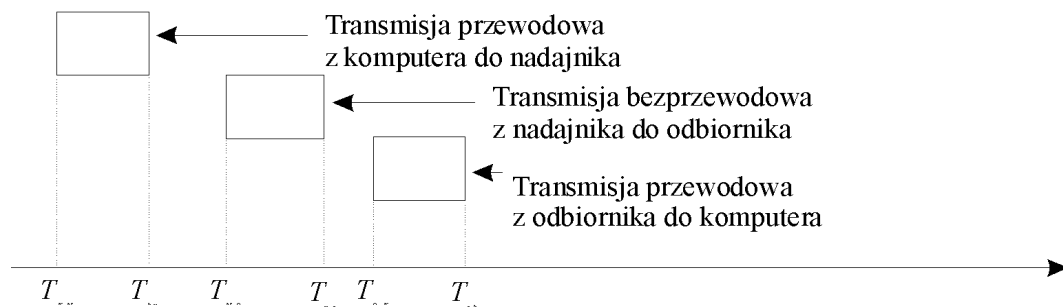 Transmisja przewodowa
z komputera do nadajnika
Transmisja bezprzewodowa
z nadajnika do odbiornika
Transmisja przewodowa
z odbiornika do komputera
T T T T T T